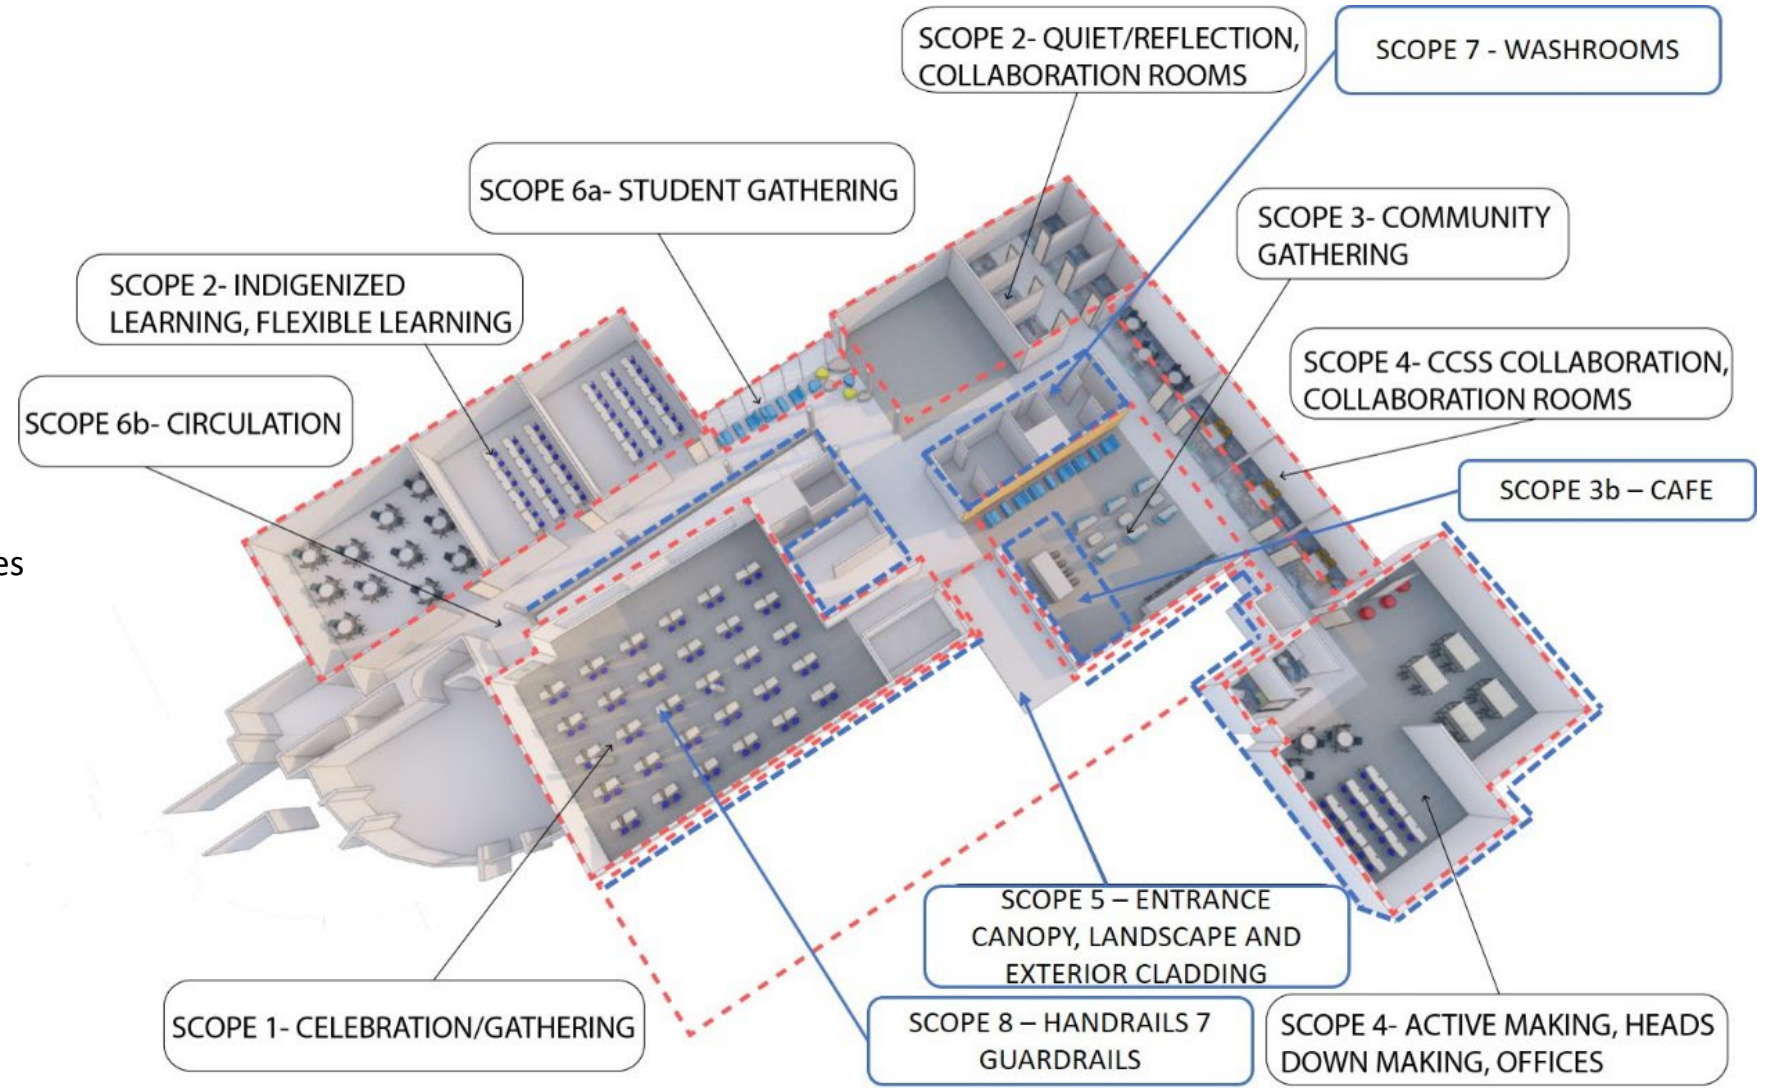 SCOPE 2- QUIET/REFLECTION,
COLLABORATION ROOMS
SCOPE 7 - WASHROOMS
SCOPE 6a- STUDENT GATHERING
SCOPE 3- COMMUNITY
GATHERING
SCOPE 2- INDIGENIZED
LEARNING, FLEXIBLE LEARNING
SCOPE 4- CCSS COLLABORATION,
COLLABORATION ROOMS
SCOPE 6b- CIRCULATION
SCOPE 3b – CAFE
es
SCOPE 5 – ENTRANCE
CANOPY, LANDSCAPE AND
EXTERIOR CLADDING
SCOPE 1- CELEBRATION/GATHERING
SCOPE 8 – HANDRAILS 7
GUARDRAILS
SCOPE 4- ACTIVE MAKING, HEADS
DOWN MAKING, OFFICES